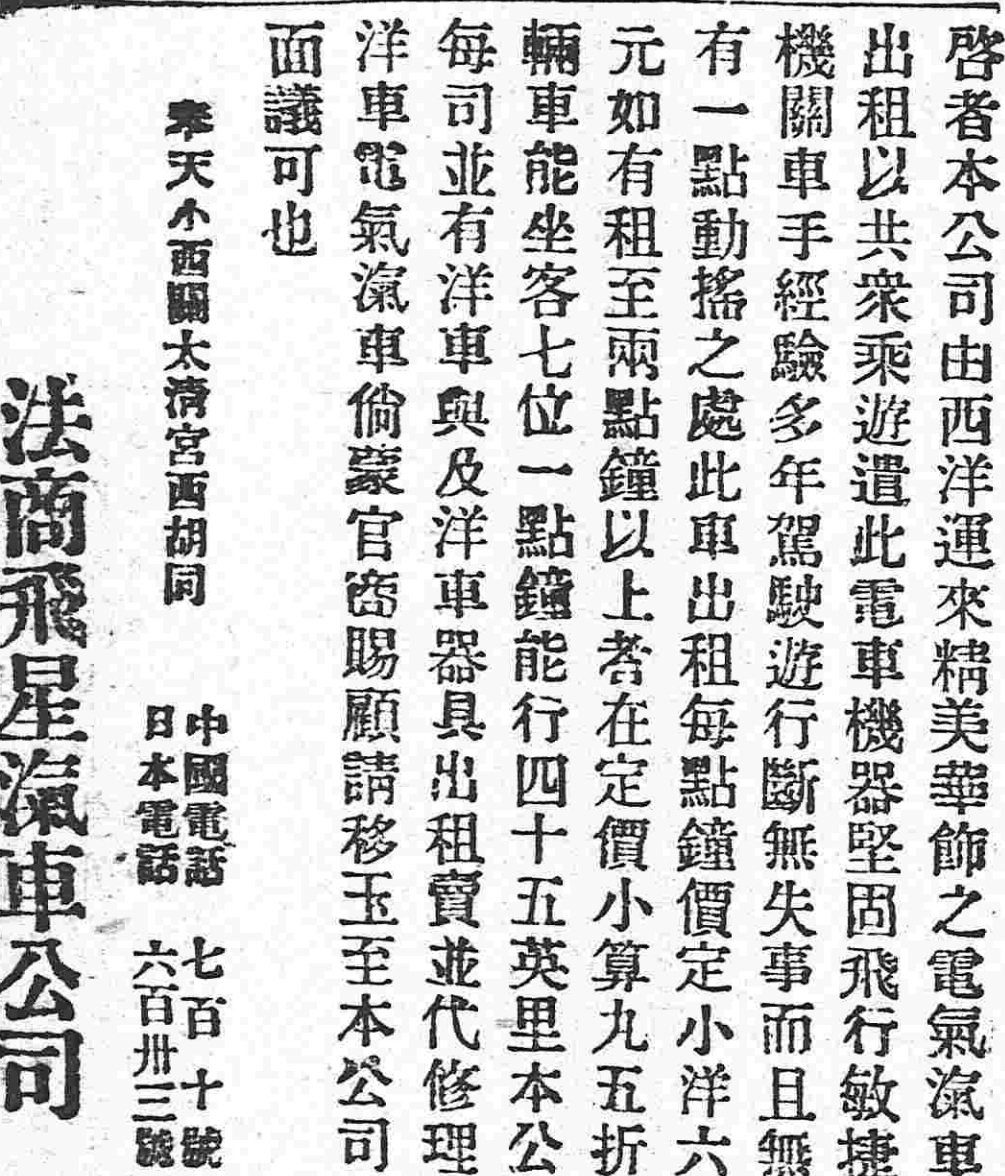 啓者本公司由西洋運來精美華飾之電氣滊車
出租以共衆乘遊遣此電車機器堅固飛行敏捷
機關車手經驗多年駕駛遊行斷無失事而且無
有一點動搖之處此車出租每點鐘價定小洋六
元如有租至兩點鐘以上者在定價小算九五折
輛車能坐客七位一點鐘能行四十五英里本公
每司並有洋車與及洋車器具出租賣並代修理
洋車電氣滊車倘蒙官商賜顧請移玉至本公司
面議可也
奉天小西關太清宮西胡同
中國電話 七百十號
日本電話 六百卅三號
法商飛星滊車公司